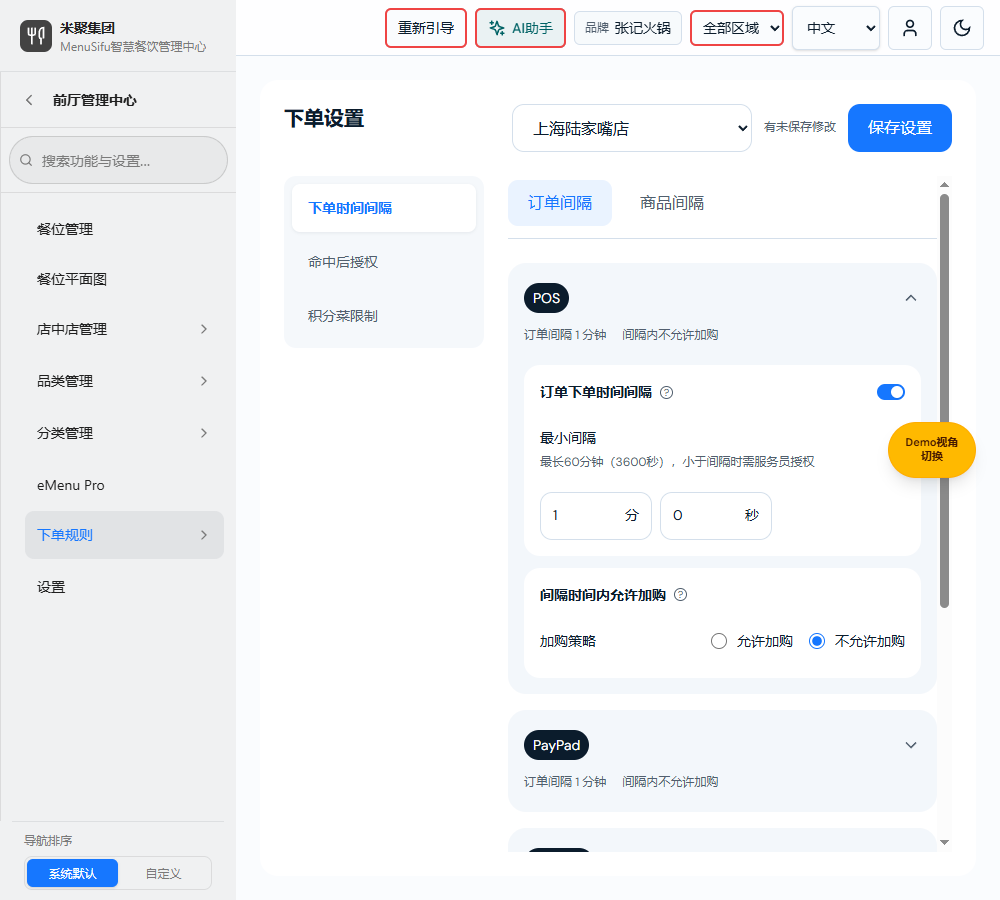 米聚集团
MenuSifu智慧餐饮管理中心
重新引导
AI助手
品牌 张记火锅
全部区域
中文
前厅管理中心
搜索功能与设置...
餐位管理
餐位平面图
店中店管理
品类管理
分类管理
eMenu Pro
下单规则
设置
导航排序
系统默认
自定义
下单设置
上海陆家嘴店
有未保存修改
保存设置
下单时间间隔
命中后授权
积分菜限制
订单间隔
商品间隔
POS
订单间隔 1 分钟 间隔内不允许加购
订单下单时间间隔
最小间隔
最长60分钟（3600秒），小于间隔时需服务员授权
1 分
0 秒
Demo视角
切换
间隔时间内允许加购
加购策略
允许加购
不允许加购
PayPad
订单间隔 1 分钟 间隔内不允许加购